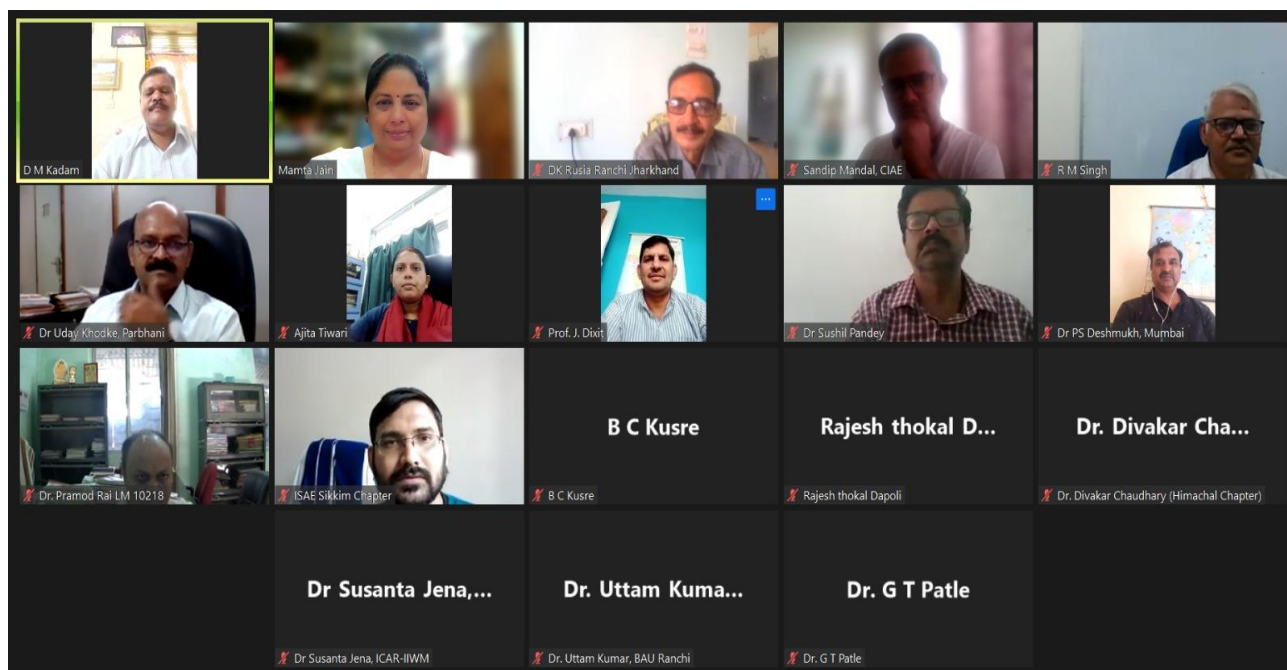 D M Kadam
Mamta Jain
DK Rusia Ranchi Jharkhand
Sandip Mandal, CIAE
R M Singh
Dr Uday Khodke, Parbhani
Ajita Tiwari
Prof. J. Dixit
...
Dr Sushil Pandey
Dr PS Deshmukh, Mumbai
Dr. Pramod Rai LM 10218
ISAE Sikkim Chapter
B C Kusre
B C Kusre
Rajesh thokal D...
Rajesh thokal Dapoli
Dr. Divakar Cha...
Dr. Divakar Chaudhary (Himachal Chapter)
Dr Susanta Jena,...
Dr Susanta Jena, ICAR-IIWM
Dr. Uttam Kuma...
Dr. Uttam Kumar, BAU Ranchi
Dr. G T Patle
Dr. G T Patle